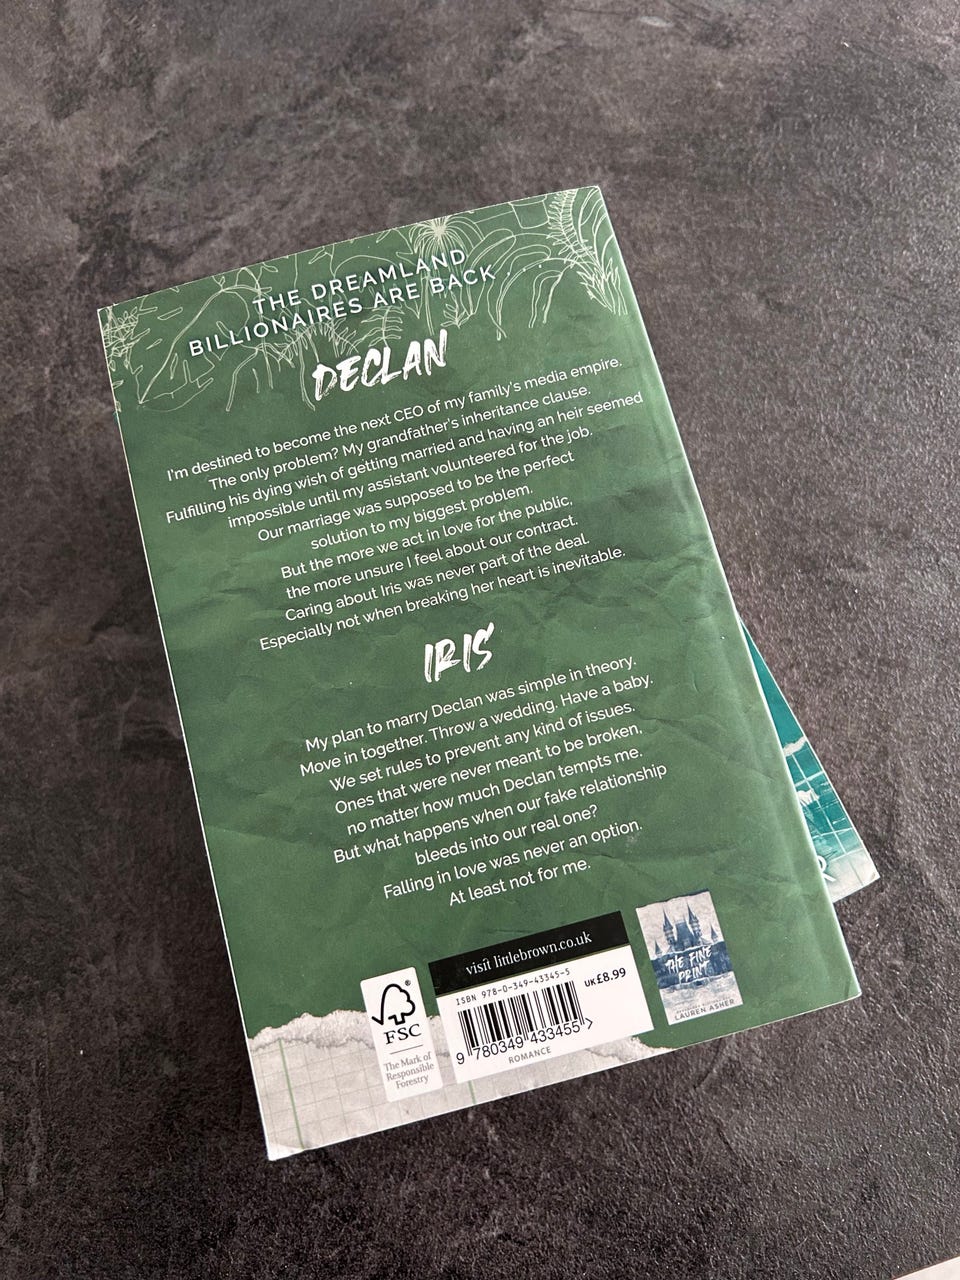 THE DREAMLAND
BILLIONAIRES ARE BACK
DECLAN
I'm destined to become the next CEO of my family's media empire.
The only problem? My grandfather's inheritance clause.
Fulfilling his dying wish of getting married and having an heir seemed
impossible until my assistant volunteered for the job.
Our marriage was supposed to be the perfect
solution to my biggest problem.
But the more we act in love for the public,
the more unsure I feel about our contract.
Caring about Iris was never part of the deal.
Especially not when breaking her heart is inevitable.
IRIS
My plan to marry Declan was simple in theory.
Move in together. Throw a wedding. Have a baby.
We set rules to prevent any kind of issues.
Ones that were never meant to be broken,
no matter how much Declan tempts me.
But what happens when our fake relationship
bleeds into our real one?
Falling in love was never an option.
At least not for me.
visit littlebrown.co.uk
ISBN 978-0-349-43345-5
UK£8.99
9 780349 433455 >
ROMANCE
FSC
®
The Mark of
Responsible
Forestry
THE FINE
PRINT
LAUREN ASHER